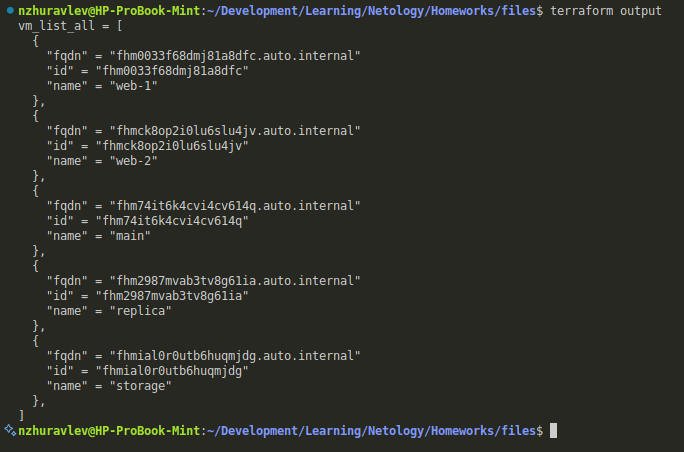 nzhuravlev@HP-ProBook-Mint:~/Development/Learning/Netology/Homeworks/files$ terraform output
vm_list_all = [
  {
    "fqdn" = "fhm0033f68dmj81a8dfc.auto.internal"
    "id" = "fhm0033f68dmj81a8dfc"
    "name" = "web-1"
  },
  {
    "fqdn" = "fhmck8op2i0lu6slu4jv.auto.internal"
    "id" = "fhmck8op2i0lu6slu4jv"
    "name" = "web-2"
  },
  {
    "fqdn" = "fhm74it6k4cvi4cv614q.auto.internal"
    "id" = "fhm74it6k4cvi4cv614q"
    "name" = "main"
  },
  {
    "fqdn" = "fhm2987mvab3tv8g61ia.auto.internal"
    "id" = "fhm2987mvab3tv8g61ia"
    "name" = "replica"
  },
  {
    "fqdn" = "fhmial0r0utb6huqmjdg.auto.internal"
    "id" = "fhmial0r0utb6huqmjdg"
    "name" = "storage"
  },
]
nzhuravlev@HP-ProBook-Mint:~/Development/Learning/Netology/Homeworks/files$